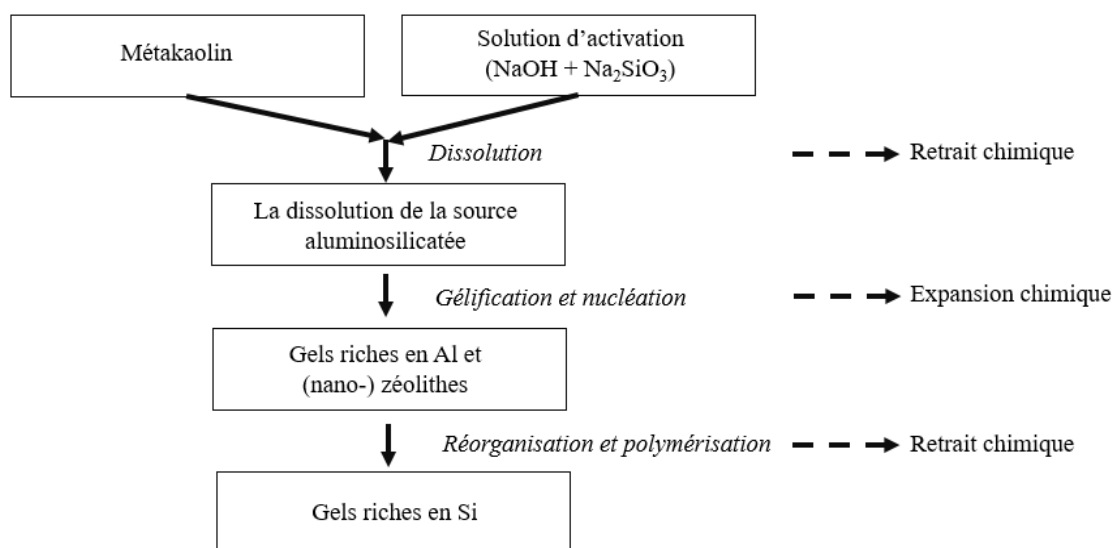 Métakaolin
Solution d’activation
(NaOH + Na₂SiO₃)
Dissolution
Retrait chimique
La dissolution de la source
aluminosilicatée
Gélification et nucléation
Expansion chimique
Gels riches en Al et
(nano-) zéolithes
Réorganisation et polymérisation
Retrait chimique
Gels riches en Si